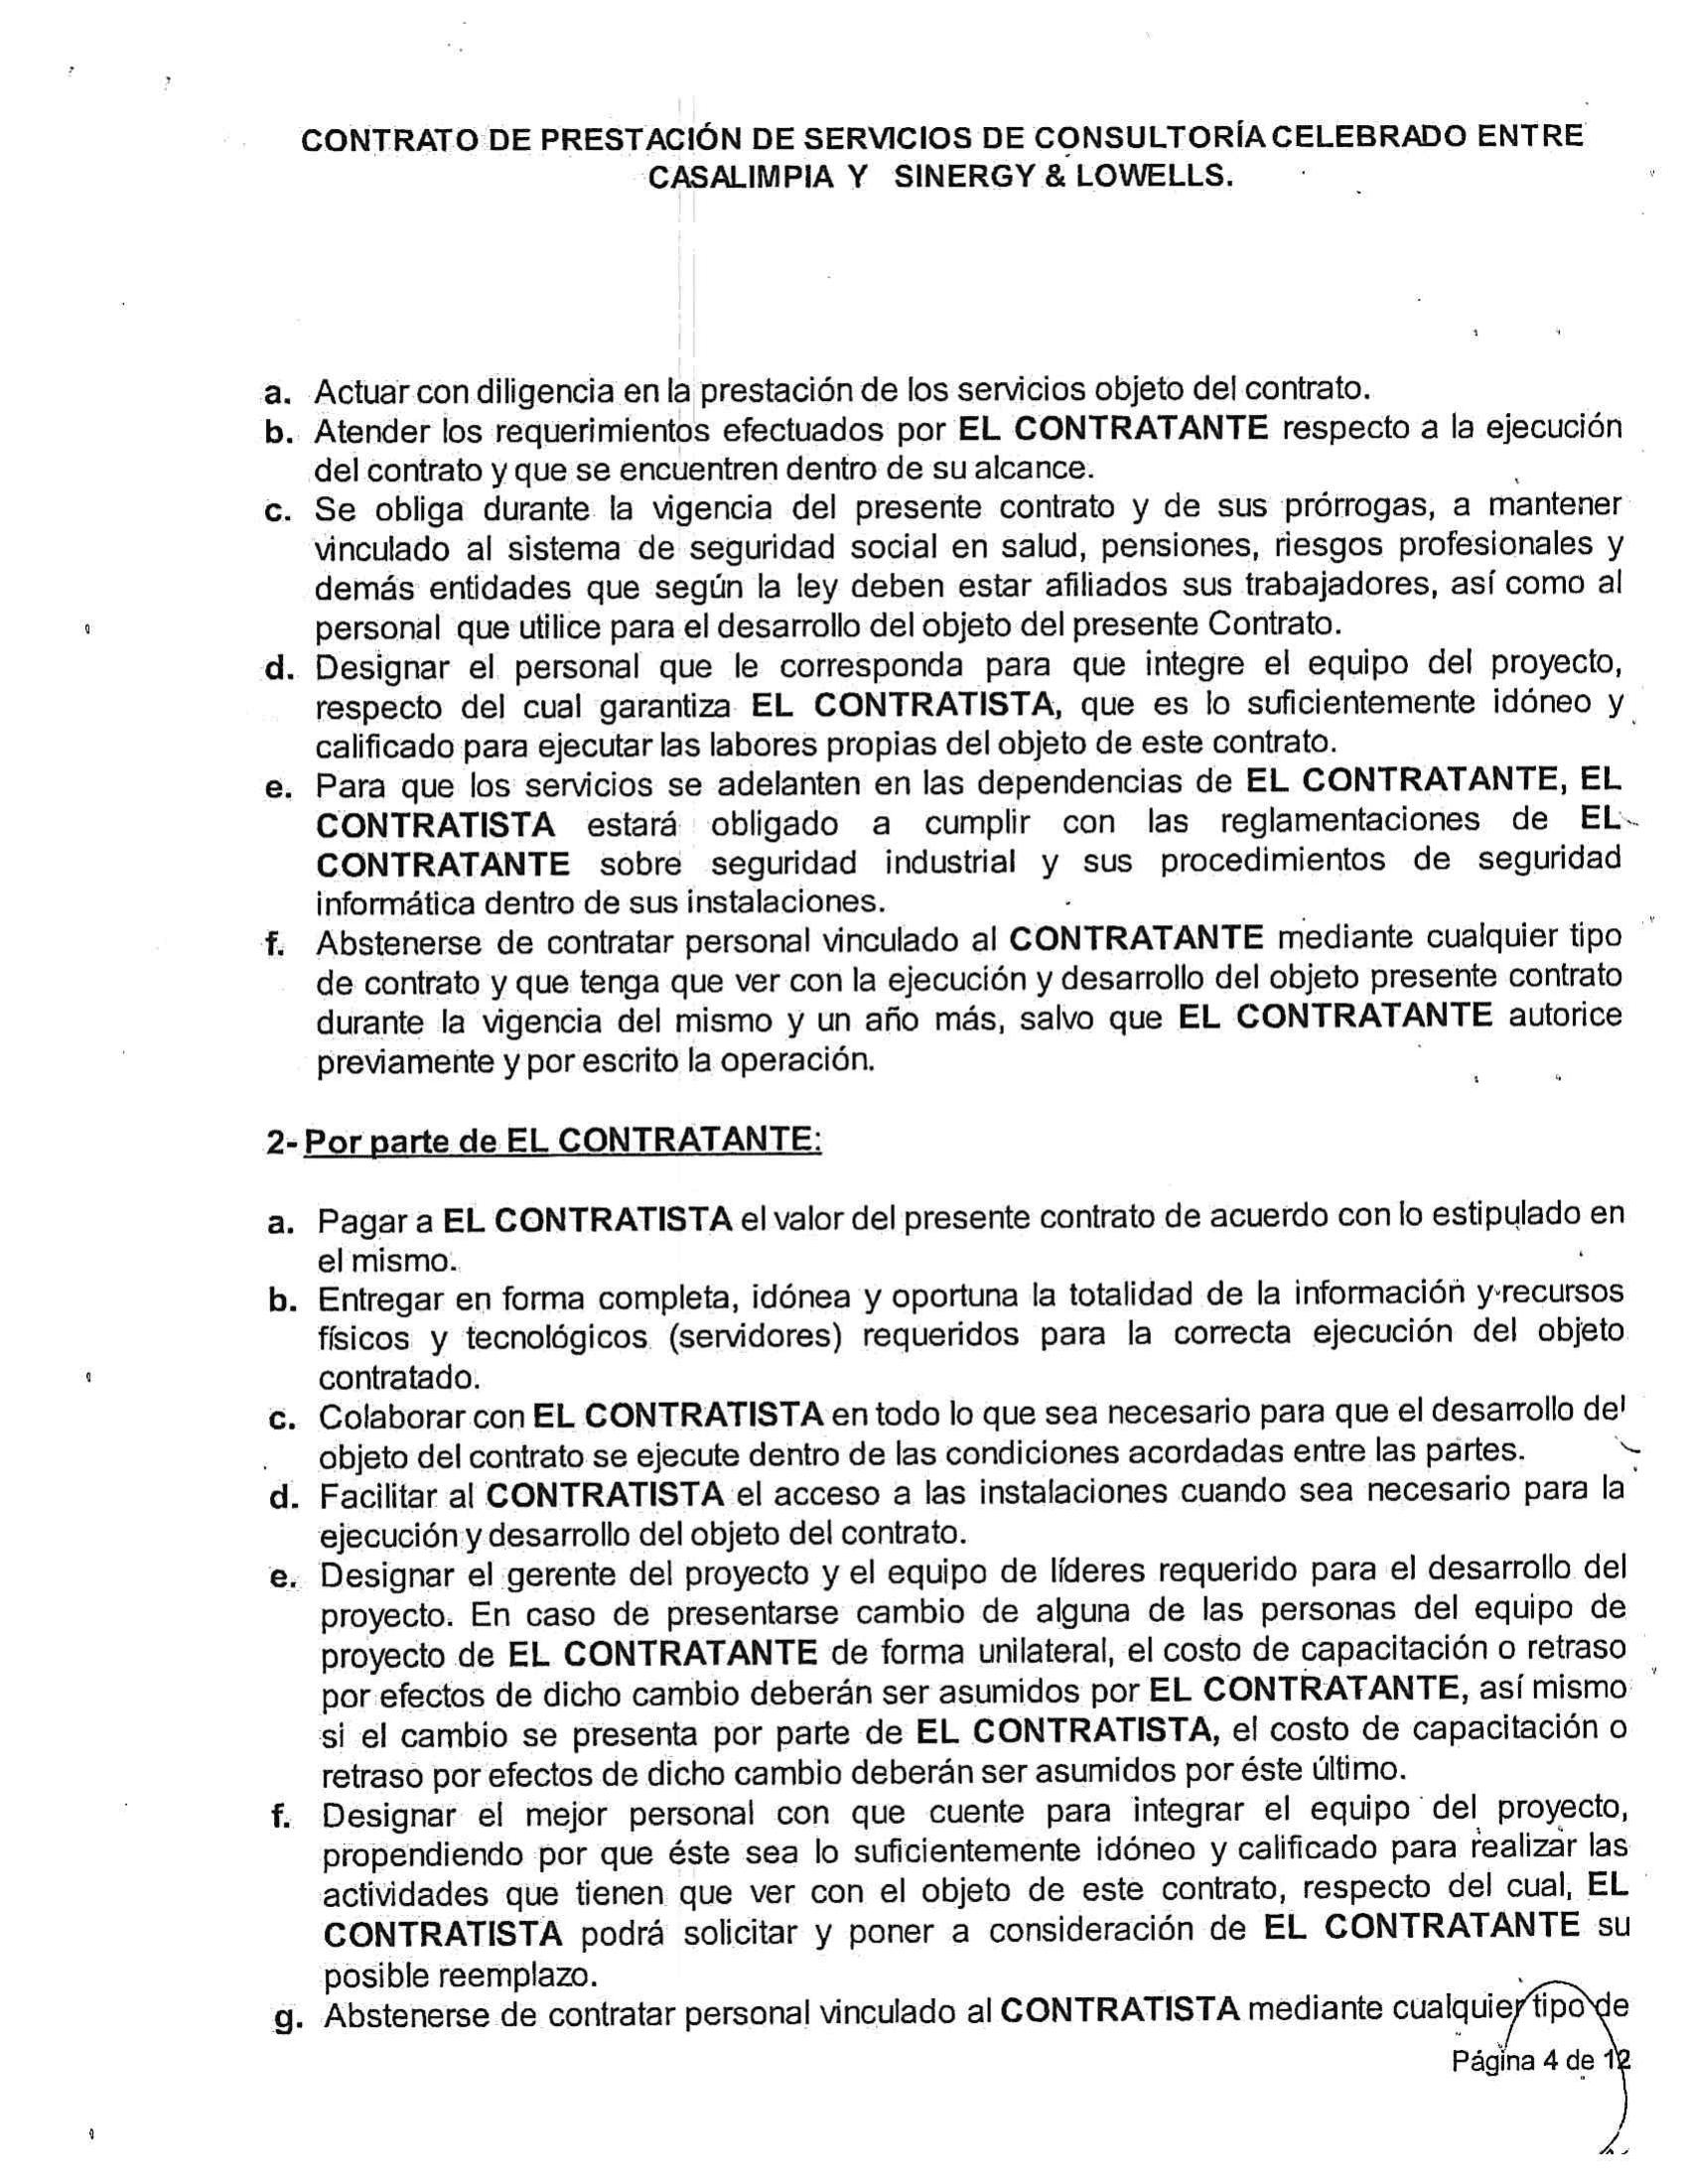 CONTRATO DE PRESTACIÓN DE SERVICIOS DE CONSULTORÍA CELEBRADO ENTRE
CASALIMPIA Y SINERGY & LOWELLS.
a. Actuar con diligencia en la prestación de los servicios objeto del contrato.
b. Atender los requerimientos efectuados por EL CONTRATANTE respecto a la ejecución
del contrato y que se encuentren dentro de su alcance.
c. Se obliga durante la vigencia del presente contrato y de sus prórrogas, a mantener
vinculado al sistema de seguridad social en salud, pensiones, riesgos profesionales y
demás entidades que según la ley deben estar afiliados sus trabajadores, así como al
personal que utilice para el desarrollo del objeto del presente Contrato.
d. Designar el personal que le corresponda para que integre el equipo del proyecto,
respecto del cual garantiza EL CONTRATISTA, que es lo suficientemente idóneo y
calificado para ejecutar las labores propias del objeto de este contrato.
e. Para que los servicios se adelanten en las dependencias de EL CONTRATANTE, EL
CONTRATISTA estará obligado a cumplir con las reglamentaciones de EL
CONTRATANTE sobre seguridad industrial y sus procedimientos de seguridad
informática dentro de sus instalaciones.
f. Abstenerse de contratar personal vinculado al CONTRATANTE mediante cualquier tipo
de contrato y que tenga que ver con la ejecución y desarrollo del objeto presente contrato
durante la vigencia del mismo y un año más, salvo que EL CONTRATANTE autorice
previamente y por escrito la operación.
2- Por parte de EL CONTRATANTE:
a. Pagar a EL CONTRATISTA el valor del presente contrato de acuerdo con lo estipulado en
el mismo.
b. Entregar en forma completa, idónea y oportuna la totalidad de la información y recursos
físicos y tecnológicos (servidores) requeridos para la correcta ejecución del objeto
contratado.
c. Colaborar con EL CONTRATISTA en todo lo que sea necesario para que el desarrollo del
objeto del contrato se ejecute dentro de las condiciones acordadas entre las partes.
d. Facilitar al CONTRATISTA el acceso a las instalaciones cuando sea necesario para la
ejecución y desarrollo del objeto del contrato.
e. Designar el gerente del proyecto y el equipo de líderes requerido para el desarrollo del
proyecto. En caso de presentarse cambio de alguna de las personas del equipo de
proyecto de EL CONTRATANTE de forma unilateral, el costo de capacitación o retraso
por efectos de dicho cambio deberán ser asumidos por EL CONTRATANTE, así mismo
si el cambio se presenta por parte de EL CONTRATISTA, el costo de capacitación o
retraso por efectos de dicho cambio deberán ser asumidos por éste último.
f. Designar el mejor personal con que cuente para integrar el equipo del proyecto,
propendiendo por que éste sea lo suficientemente idóneo y calificado para realizar las
actividades que tienen que ver con el objeto de este contrato, respecto del cual, EL
CONTRATISTA podrá solicitar y poner a consideración de EL CONTRATANTE su
posible reemplazo.
g. Abstenerse de contratar personal vinculado al CONTRATISTA mediante cualquier tipo de
Página 4 de 12